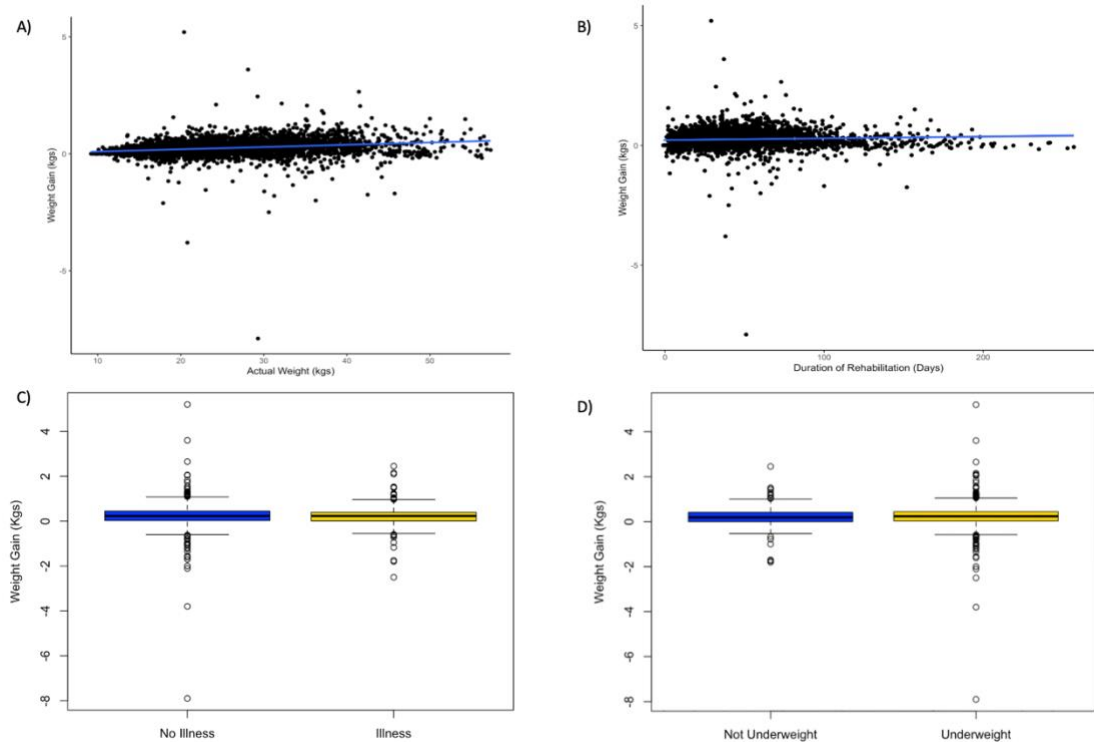 A)
5
0
-5
Weight Gain (kgs)
10 20 30 40 50
Actual Weight (kgs)
B)
5
0
-5
Weight Gain (kgs)
0 100 200
Duration of Rehabilitation (Days)
C)
4
2
0
-2
-4
-6
-8
Weight Gain (Kgs)
No Illness Illness
D)
4
2
0
-2
-4
-6
-8
Weight Gain (Kgs)
Not Underweight Underweight